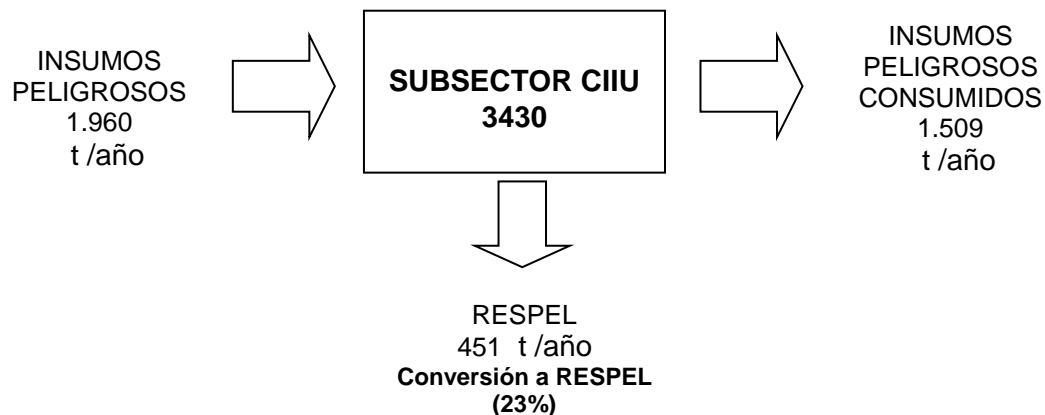 INSUMOS
PELIGROSOS
1.960
t /año
SUBSECTOR CIIU
3430
INSUMOS
PELIGROSOS
CONSUMIDOS
1.509
t /año
RESPEL
451 t /año
Conversión a RESPEL
(23%)